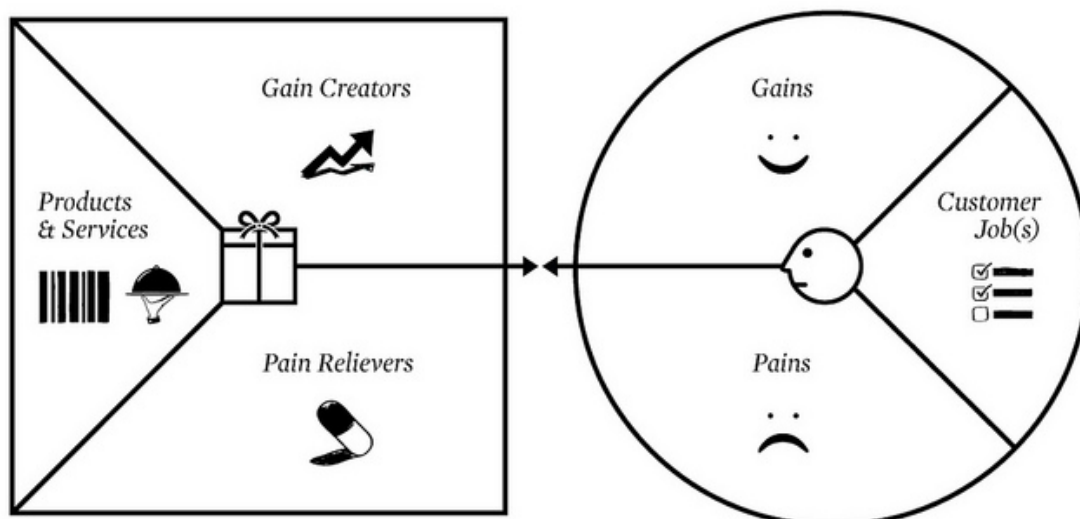 Gain Creators
Gains
Products
& Services
Customer
Job(s)
Pain Relievers
Pains